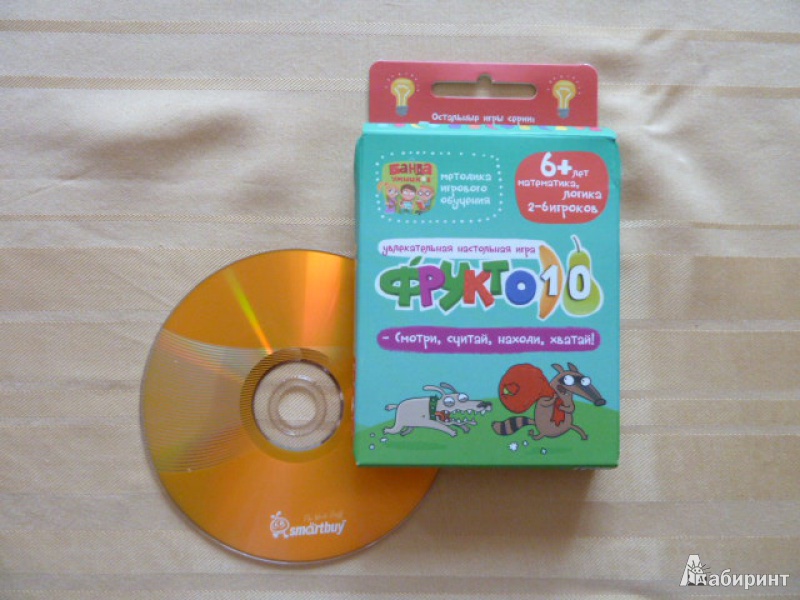 Остальные игры серии:
БАНДА
УМНИКОВ
методика
игрового
обучения
6+ лет
математика,
логика
2-6 игроков
увлекательная настольная игра
ФРУКТО10
- Смотри, считай, находи, хватай!
smartbuy
Лабиринт